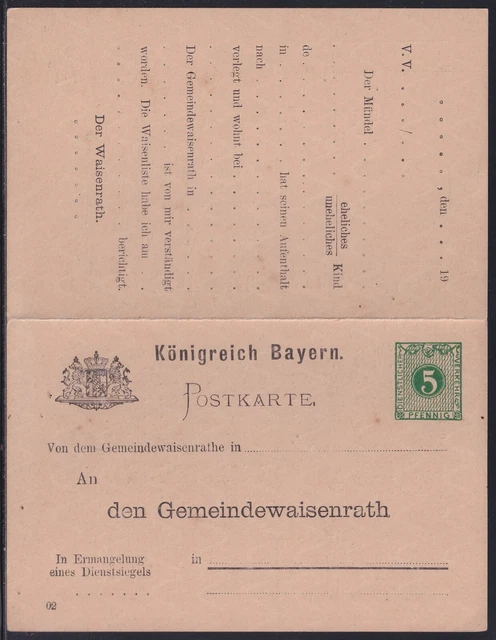 . . . . . . , den . . . . 19
V.V. . . . / . . .
Der Mündel . . . . . . . . .
eheliches
. . . . . . . . . . . . . Kind
uneheliches
de . . . . . . . . . . . .
in . . . . . . hat seinen Aufenthalt
nach . . . . . . . . . . .
verlegt und wohnt bei . . . . . .
. . . . . . . . . . . . .
Der Gemeindewaisenrath in . . . .
. . . . . . ist von mir verständigt
worden. Die Waisenliste habe ich am
. . . . . . . . . . . berichtigt.
Der Waisenrath.
. . . . . . . .
Königreich Bayern.
POSTKARTE.
5
PFENNIG
Von dem Gemeindewaisenrathe in
An
den Gemeindewaisenrath
In Ermangelung
eines Dienstsiegels
in
. . . . . . .
02